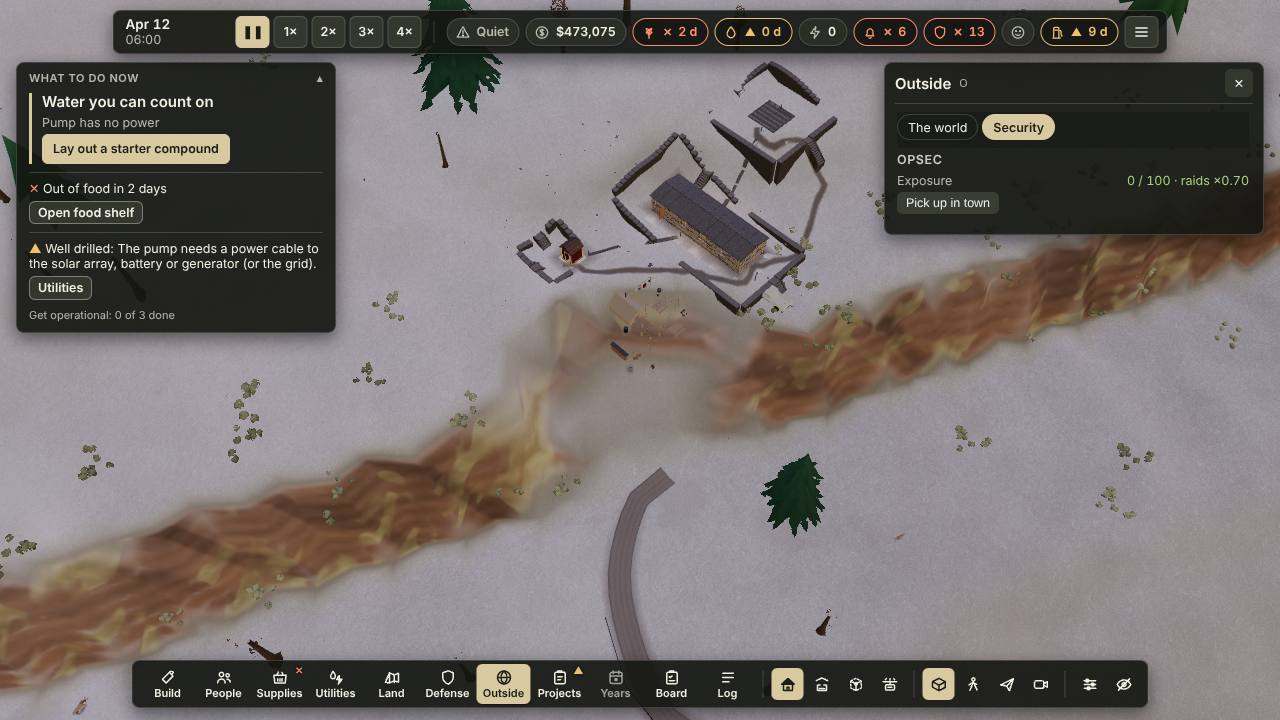 Apr 12
06:00
1×
2×
3×
4×
Quiet
$473,075
× 2 d
0 d
0
× 6
× 13
9 d
WHAT TO DO NOW
Water you can count on
Pump has no power
Lay out a starter compound
× Out of food in 2 days
Open food shelf
Well drilled: The pump needs a power cable to
the solar array, battery or generator (or the grid).
Utilities
Get operational: 0 of 3 done
Outside O
The world
Security
OPSEC
Exposure 0 / 100 · raids ×0.70
Pick up in town
Build
People
Supplies
Utilities
Land
Defense
Outside
Projects
Years
Board
Log